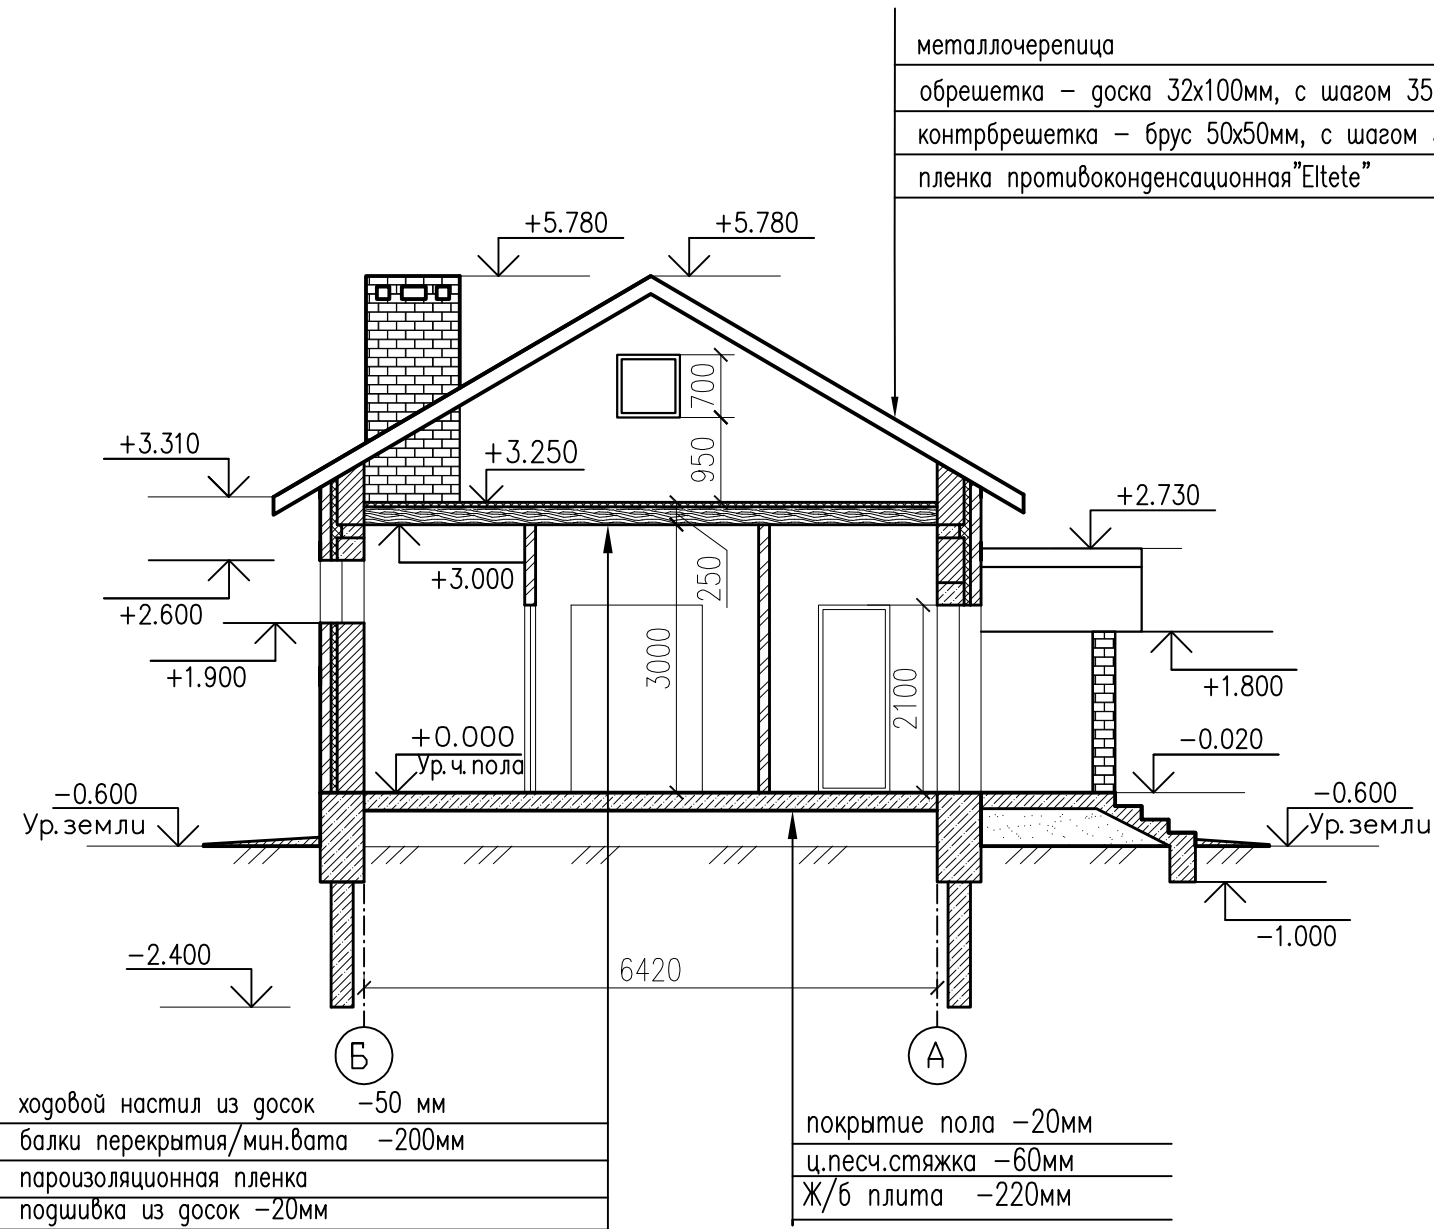 металлочерепица
обрешетка – доска 32х100мм, с шагом 35
контрбрешетка – брус 50х50мм, с шагом
пленка противоконденсационная"Eltete"
+5.780
+5.780
700
950
+3.310
+3.250
+2.730
+3.000
250
+2.600
+1.900
3000
2100
+1.800
+0.000
Ур.ч.пола
-0.020
-0.600
Ур.земли
-0.600
Ур.земли
-1.000
-2.400
6420
Б
А
ходовой настил из досок -50 мм
балки перекрытия/мин.вата -200мм
пароизоляционная пленка
подшивка из досок -20мм
покрытие пола -20мм
ц.песч.стяжка -60мм
Ж/б плита -220мм